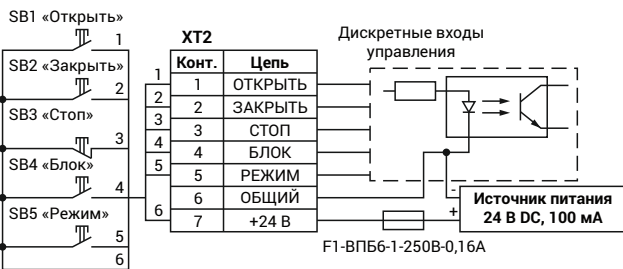 SB1 «Открыть»
1
SB2 «Закрыть»
2
SB3 «Стоп»
3
SB4 «Блок»
4
SB5 «Режим»
5
6
XT2
Конт. Цепь
1 1 ОТКРЫТЬ
2 2 ЗАКРЫТЬ
3 3 СТОП
4 4 БЛОК
5 5 РЕЖИМ
6 ОБЩИЙ
6 7 +24 В
Дискретные входы
управления
-
+
Источник питания
24 В DC, 100 мА
F1-ВПБ6-1-250В-0,16А